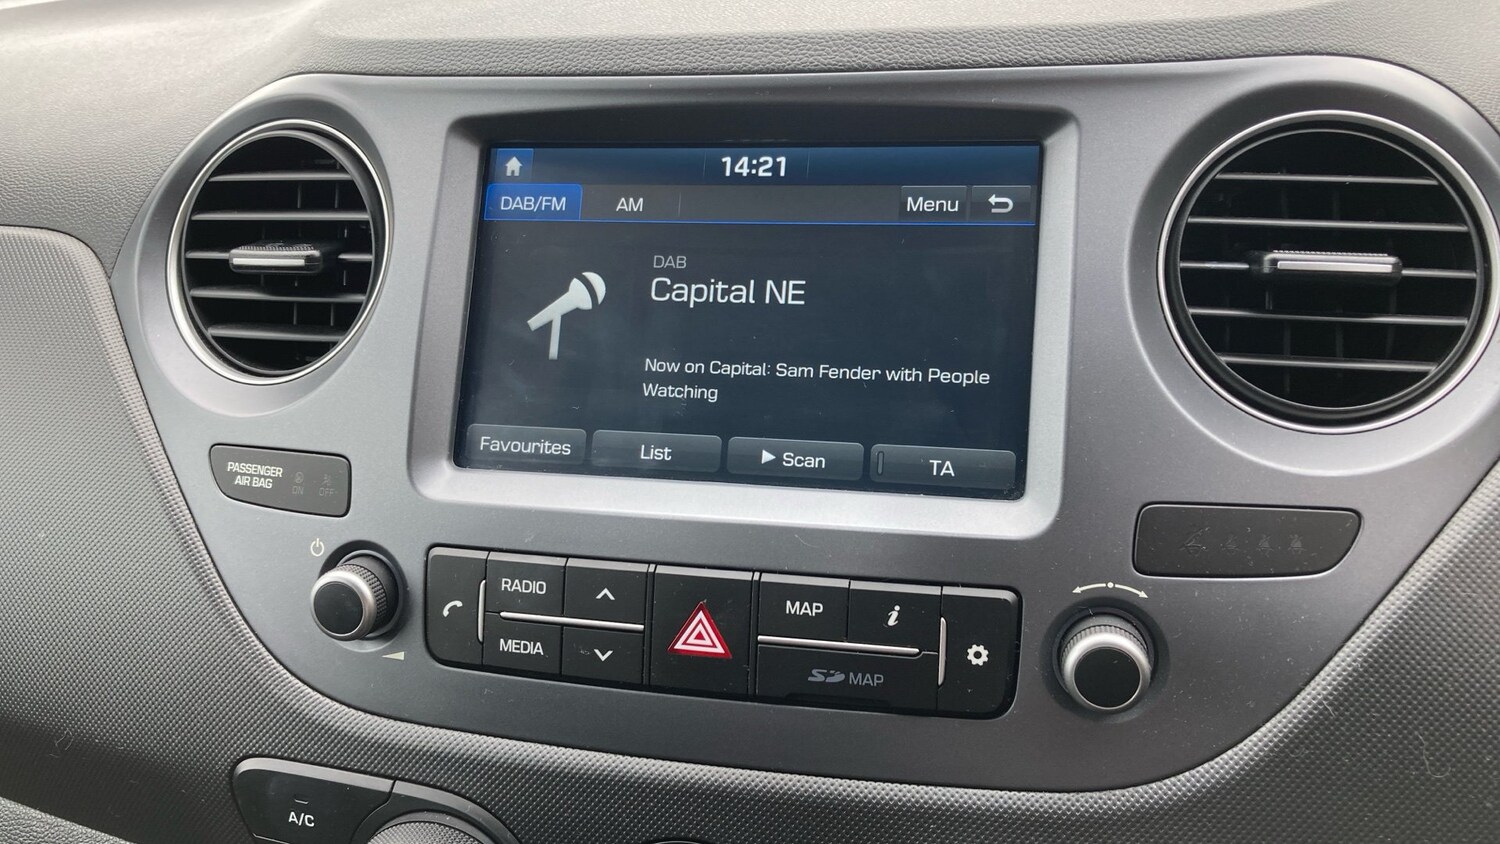 14:21
DAB/FM AM Menu
DAB
Capital NE
Now on Capital: Sam Fender with People
Watching
Favourites List Scan TA
PASSENGER
AIR BAG
ON OFF
RADIO
MEDIA
MAP
i
SD MAP
A/C